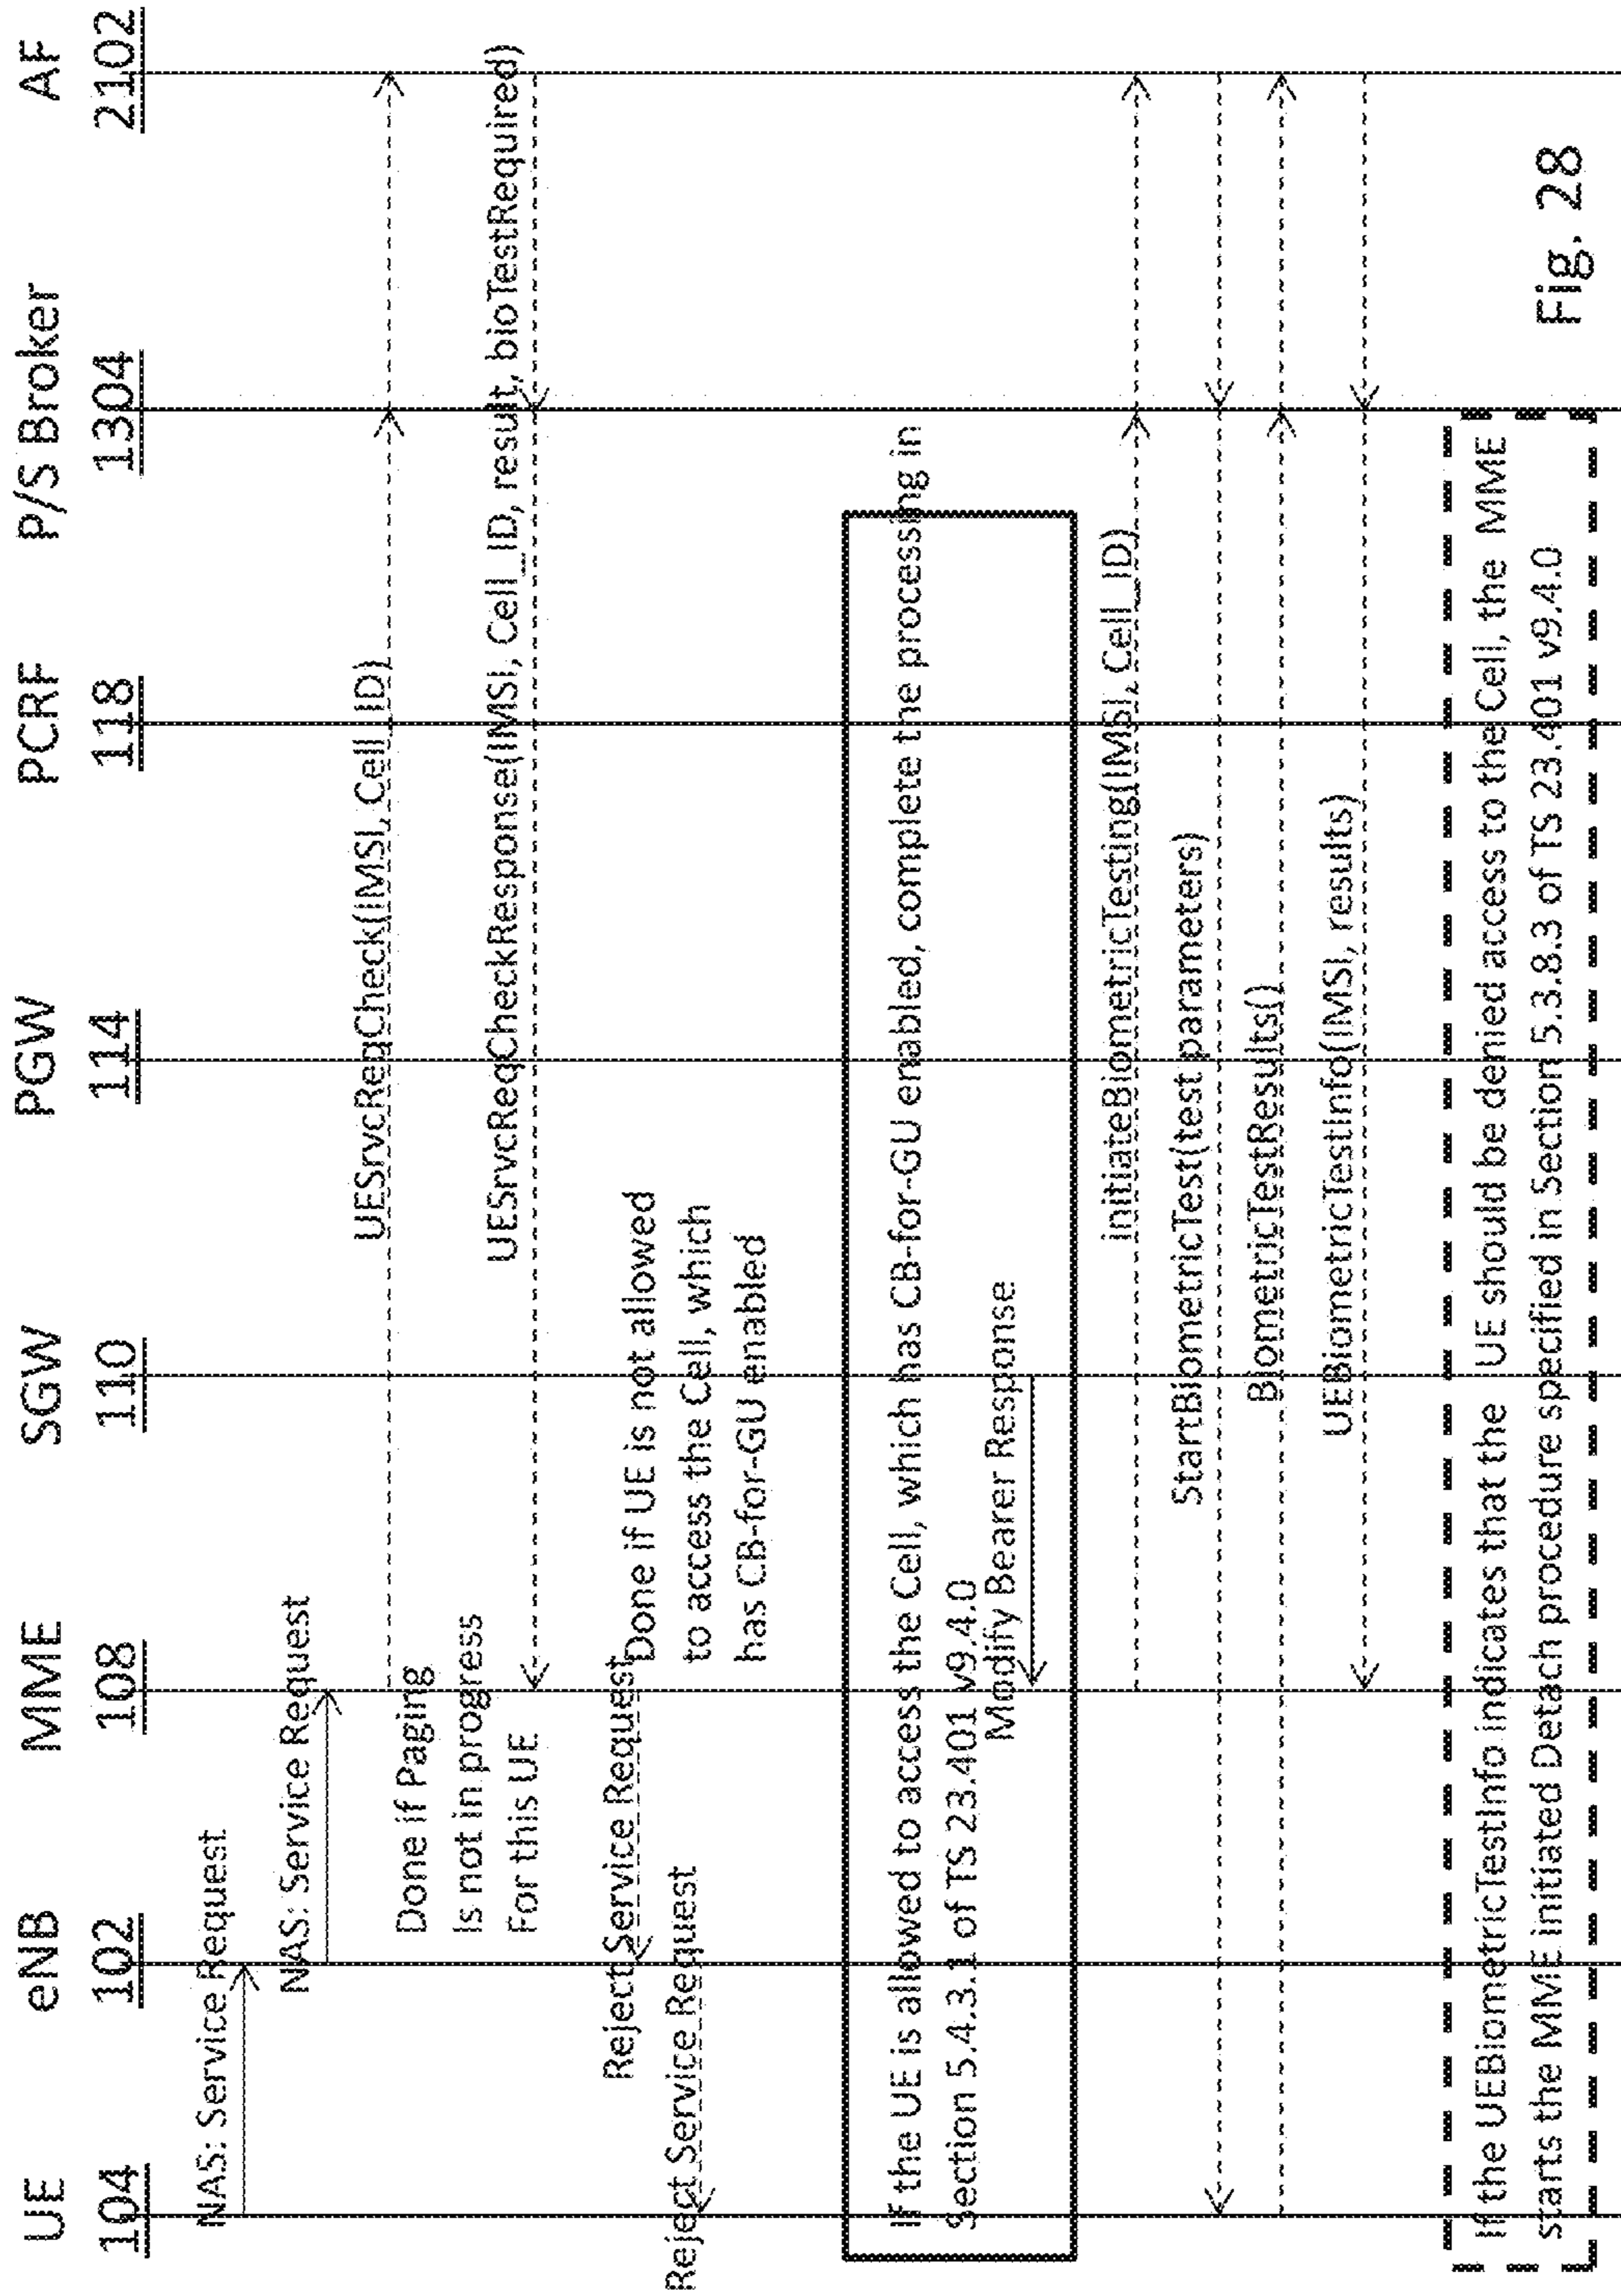 UE eNB MME SGW PGW PCRF P/S Broker AF
104 102 108 110 114 118 1304 2102
NAS: Service Request
NAS: Service Request
UESrvcReqCheck(IMSI, Cell_ID)
Done if Paging
Is not in progress
For this UE
UESrvcReqCheckResponse(IMSI, Cell_ID, result, bioTestRequired)
Reject Service Request
Done if UE is not allowed
to access the Cell, which
has CB-for-GU enabled
Reject Service Request
If the UE is allowed to access the Cell, which has CB-for-GU enabled, complete the processing in
Section 5.4.3.1 of TS 23.401 v9.4.0
Modify Bearer Response
InitiateBiometricTesting(IMSI, Cell_ID)
StartBiometricTest(test parameters)
BiometricTestResults()
UEBiometricTestInfo(IMSI, results)
If the UEBiometricTestInfo indicates that the UE should be denied access to the Cell, the MME
starts the MME Initiated Detach procedure specified in Section 5.3.8.3 of TS 23.401 v9.4.0
Fig. 28